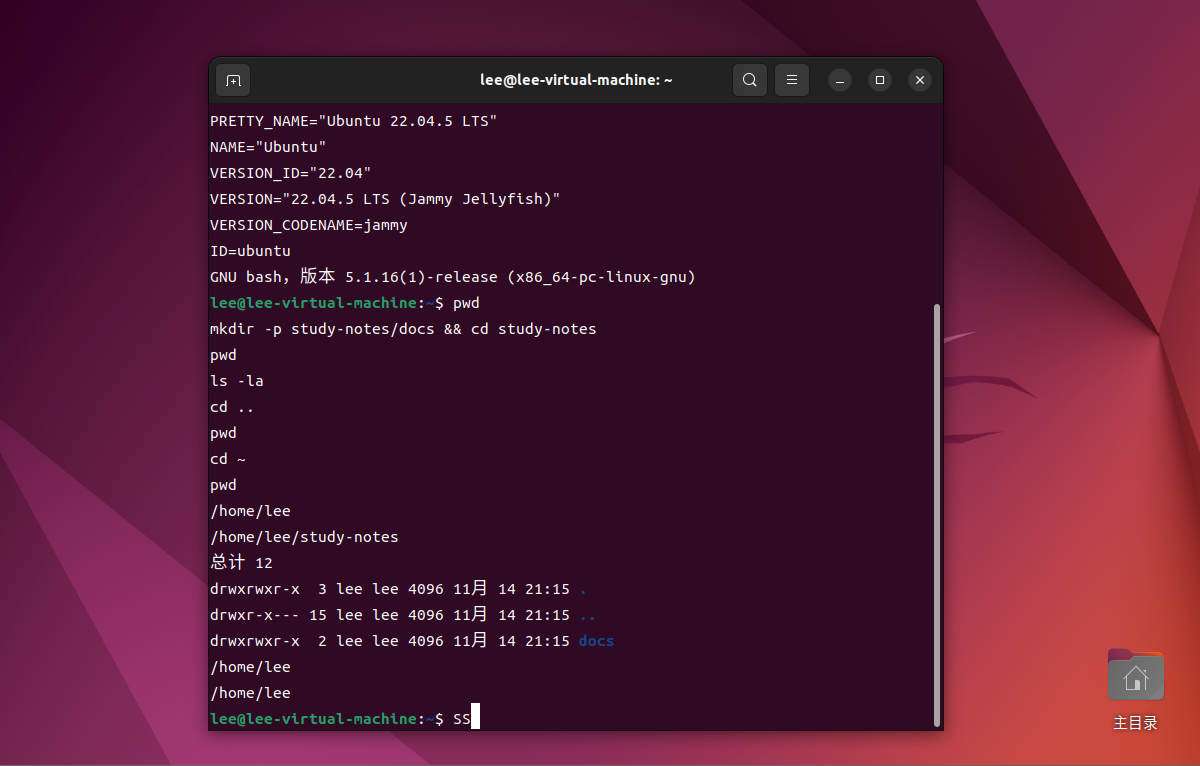 lee@lee-virtual-machine: ~
PRETTY_NAME="Ubuntu 22.04.5 LTS"
NAME="Ubuntu"
VERSION_ID="22.04"
VERSION="22.04.5 LTS (Jammy Jellyfish)"
VERSION_CODENAME=jammy
ID=ubuntu
GNU bash，版本 5.1.16(1)-release (x86_64-pc-linux-gnu)
lee@lee-virtual-machine:~$ pwd
mkdir -p study-notes/docs && cd study-notes
pwd
ls -la
cd ..
pwd
cd ~
pwd
/home/lee
/home/lee/study-notes
总计 12
drwxrwxr-x  3 lee lee 4096 11月 14 21:15 .
drwxr-x--- 15 lee lee 4096 11月 14 21:15 ..
drwxrwxr-x  2 lee lee 4096 11月 14 21:15 docs
/home/lee
/home/lee
lee@lee-virtual-machine:~$ SS
主目录